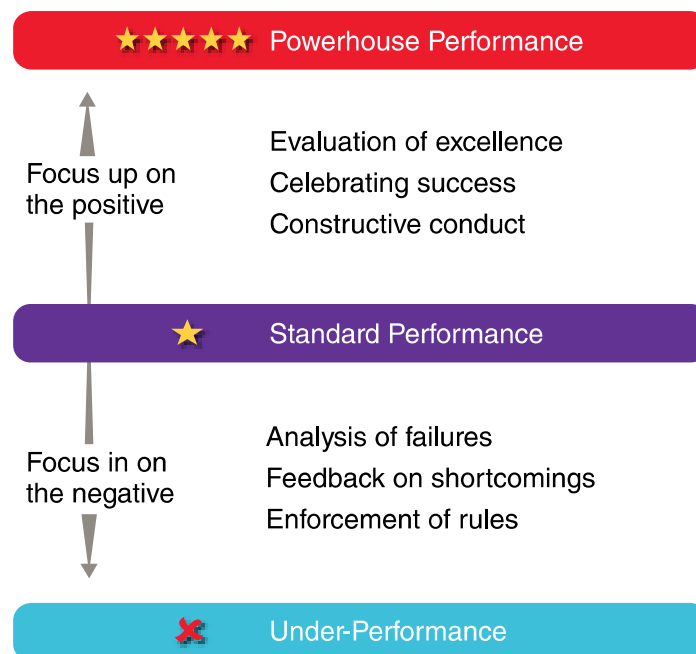 Powerhouse Performance
Focus up on
the positive
Evaluation of excellence
Celebrating success
Constructive conduct
Standard Performance
Focus in on
the negative
Analysis of failures
Feedback on shortcomings
Enforcement of rules
Under-Performance